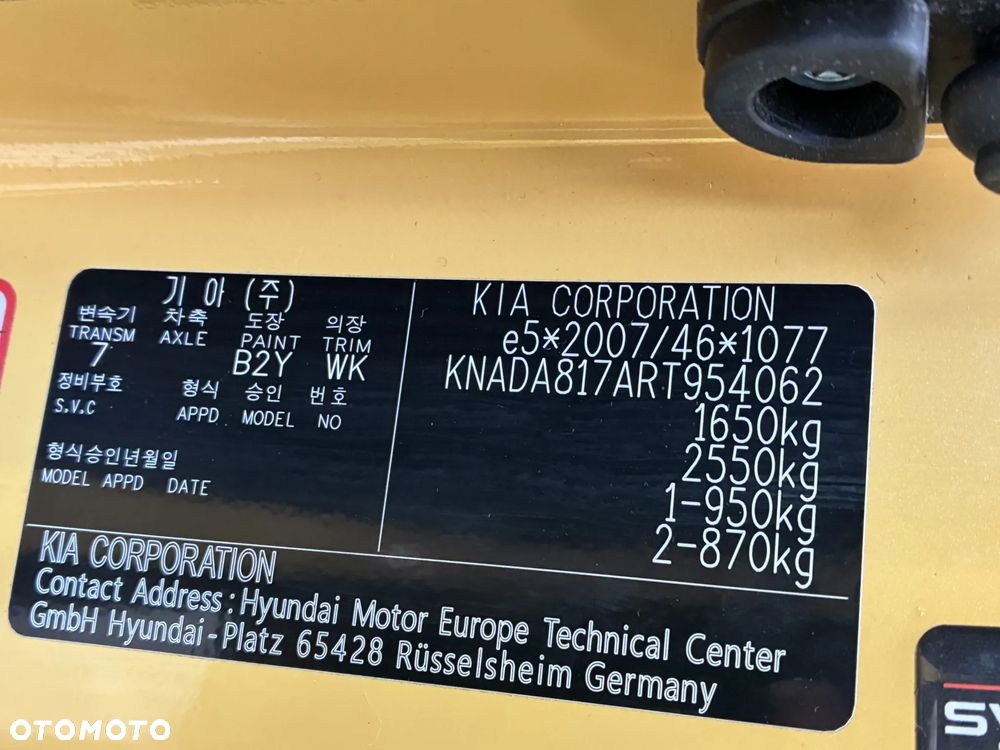 기아 (주)
변속기 차축 도장 의장
TRANSM AXLE PAINT TRIM
7 B2Y WK
정비부호 형식 승인 번호
S.V.C APPD MODEL NO
형식승인년월일
MODEL APPD DATE
KIA CORPORATION
e5*2007/46*1077
KNADA817ART954062
1650kg
2550kg
1-950kg
2-870kg
KIA CORPORATION
Contact Address : Hyundai Motor Europe Technical Center
GmbH Hyundai-Platz 65428 Rüsselsheim Germany
OTOMOTO